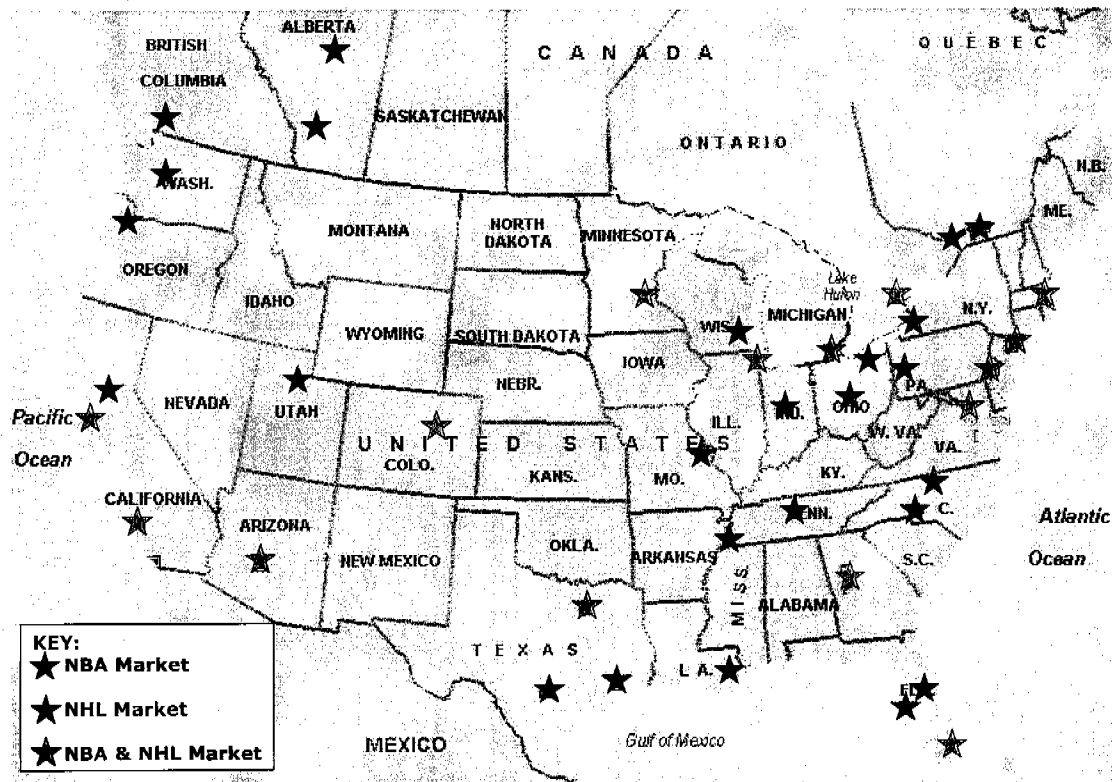 ALBERTA
BRITISH
COLUMBIA
CANADA
QUEBEC
SASKATCHEWAN
ONTARIO
N.B.
WASH.
ME.
MONTANA
NORTH
DAKOTA
MINNESOTA
OREGON
IDAHO
Lake
Huron
MICHIGAN
N.Y.
WIS.
WYOMING
SOUTH DAKOTA
IOWA
NEBR.
PA.
NEVADA
UTAH
OHIO
IND.
ILL.
W. VA.
VA.
Pacific
Ocean
UNITED STATES
COLO.
KANS.
MO.
KY.
CALIFORNIA
ARIZONA
NEW MEXICO
OKLA.
ARKANSAS
TENN.
C.
S.C.
Atlantic
Ocean
MISS.
ALABAMA
TEXAS
LA.
MEXICO
Gulf of Mexico
KEY:
NBA Market
NHL Market
NBA & NHL Market